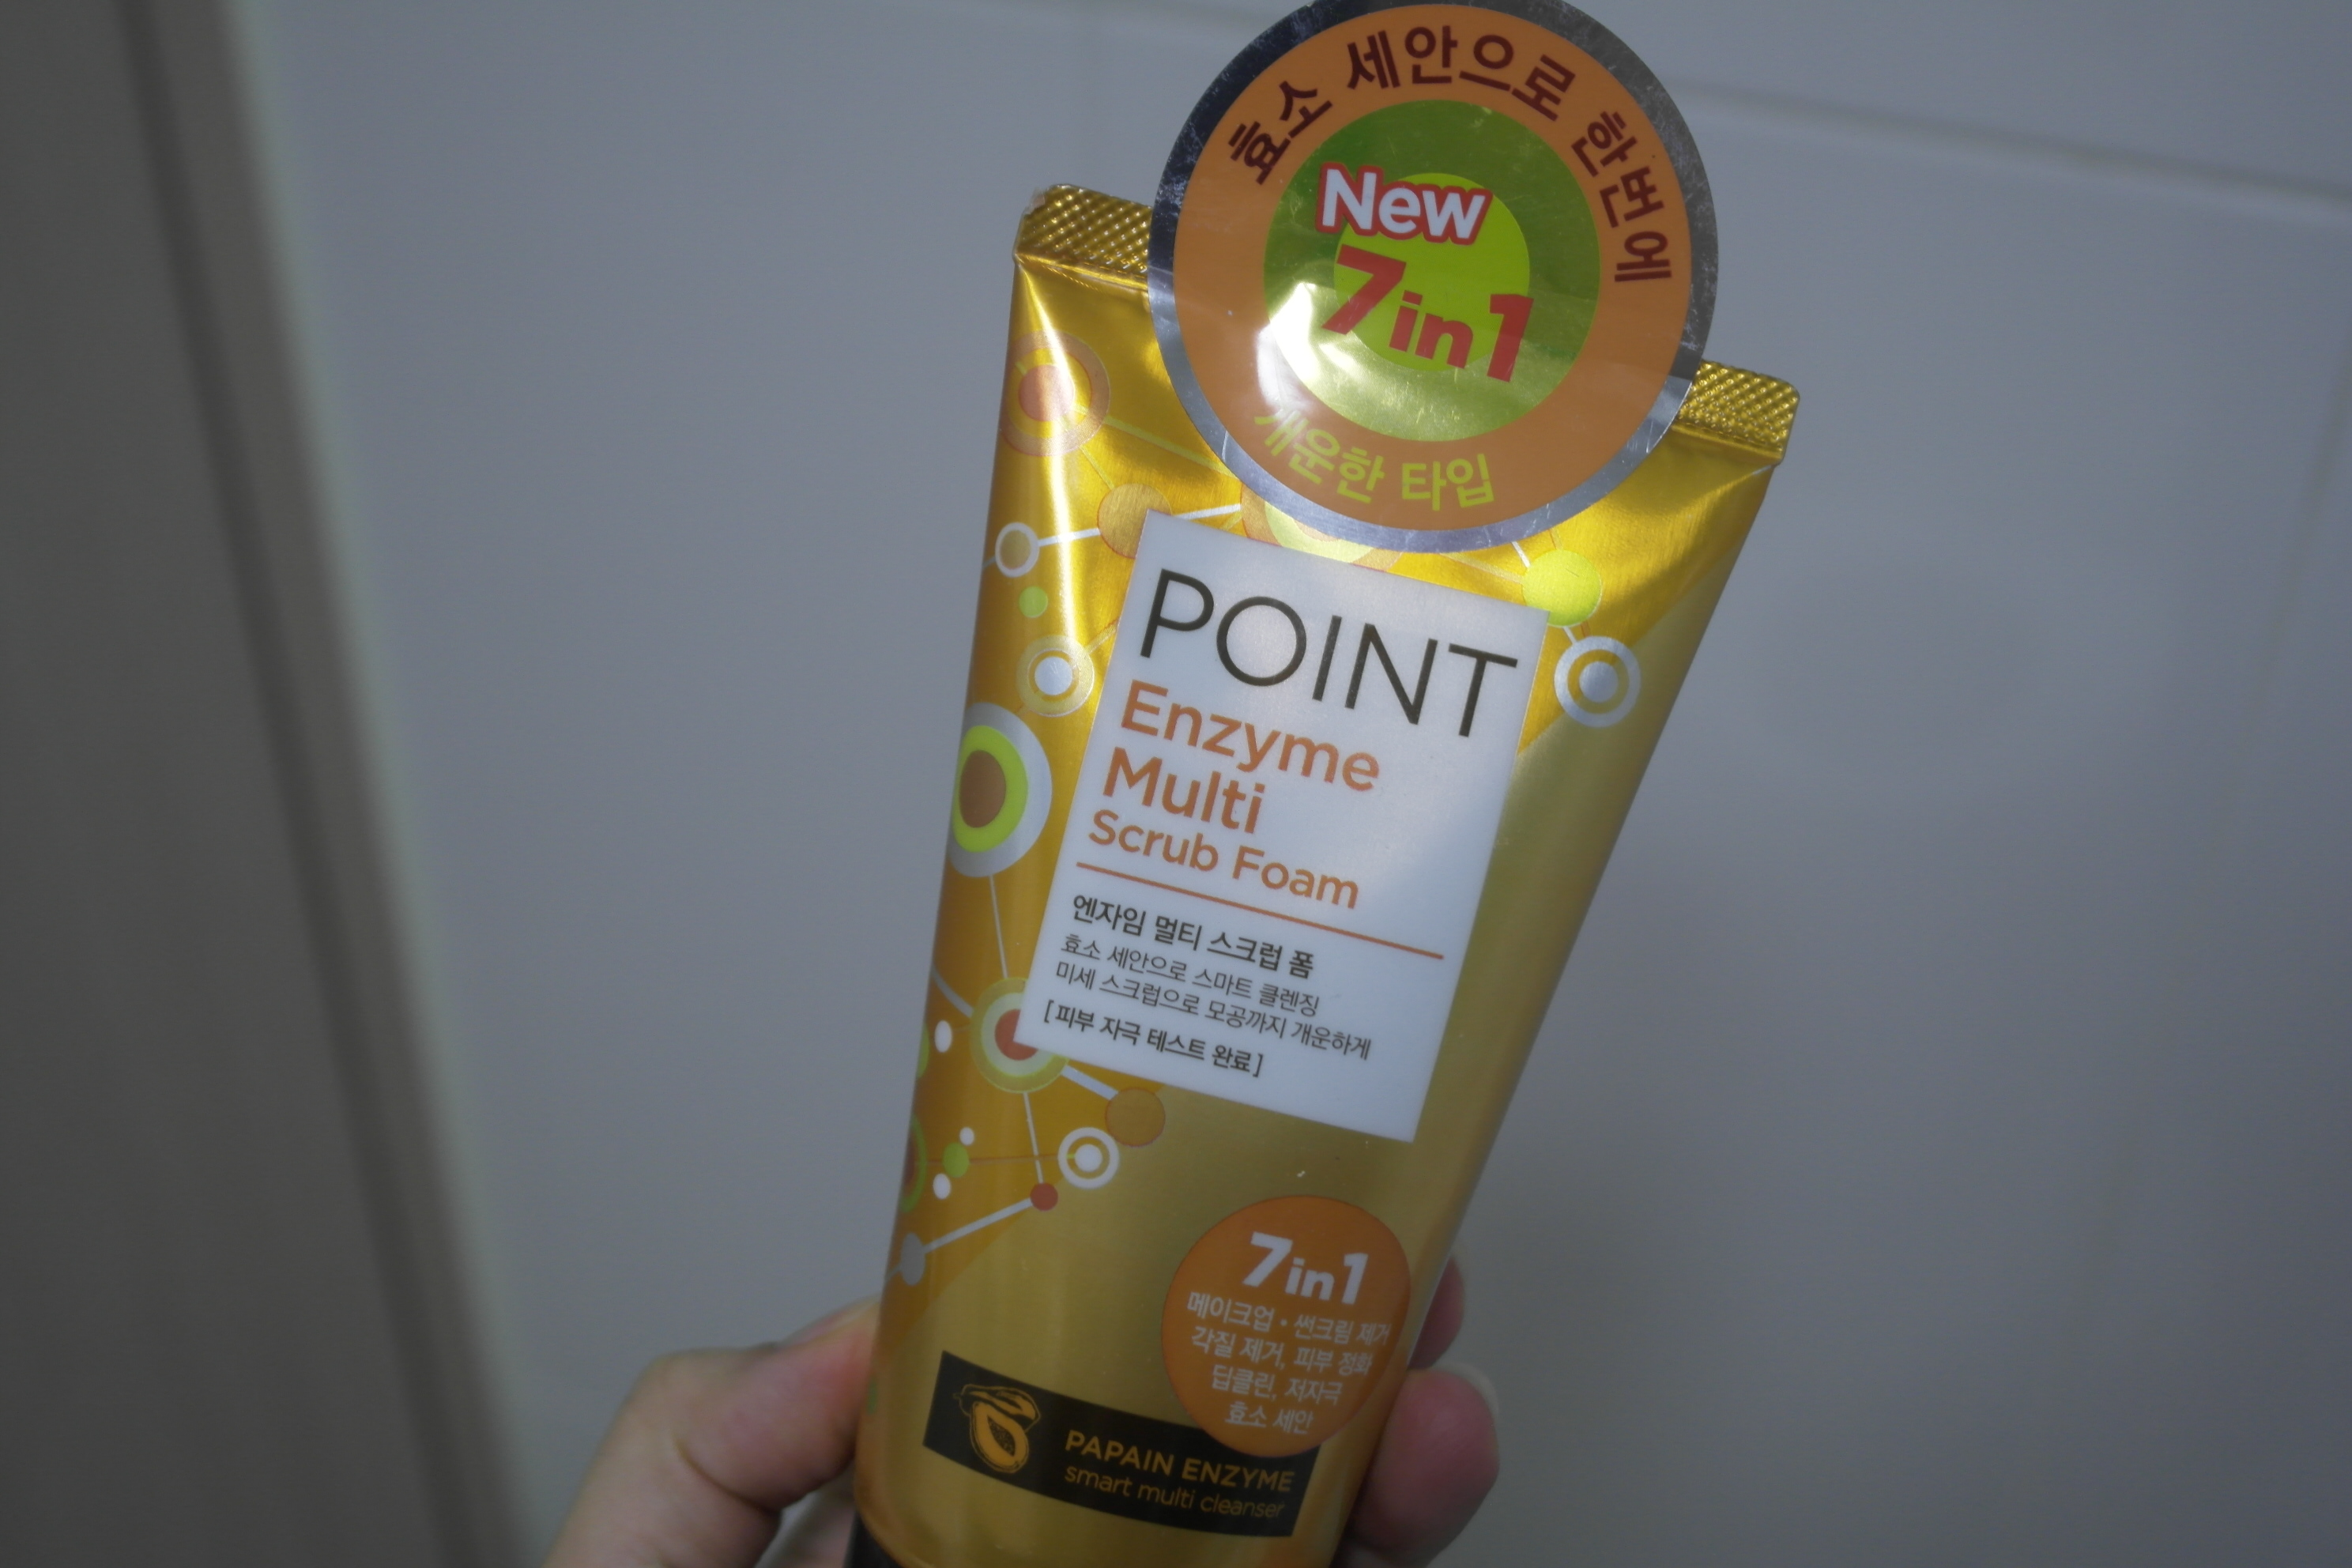 효소 세안으로 한번에
New
7in1
개운한 타입
POINT
Enzyme
Multi
Scrub Foam
엔자임 멀티 스크럽 폼
효소 세안으로 스마트 클렌징
미세 스크럽으로 모공까지 개운하게
[피부 자극 테스트 완료]
7in1
메이크업·썬크림 제거
각질 제거, 피부 정화
딥클린, 저자극
효소 세안
PAPAIN ENZYME
smart multi cleanser